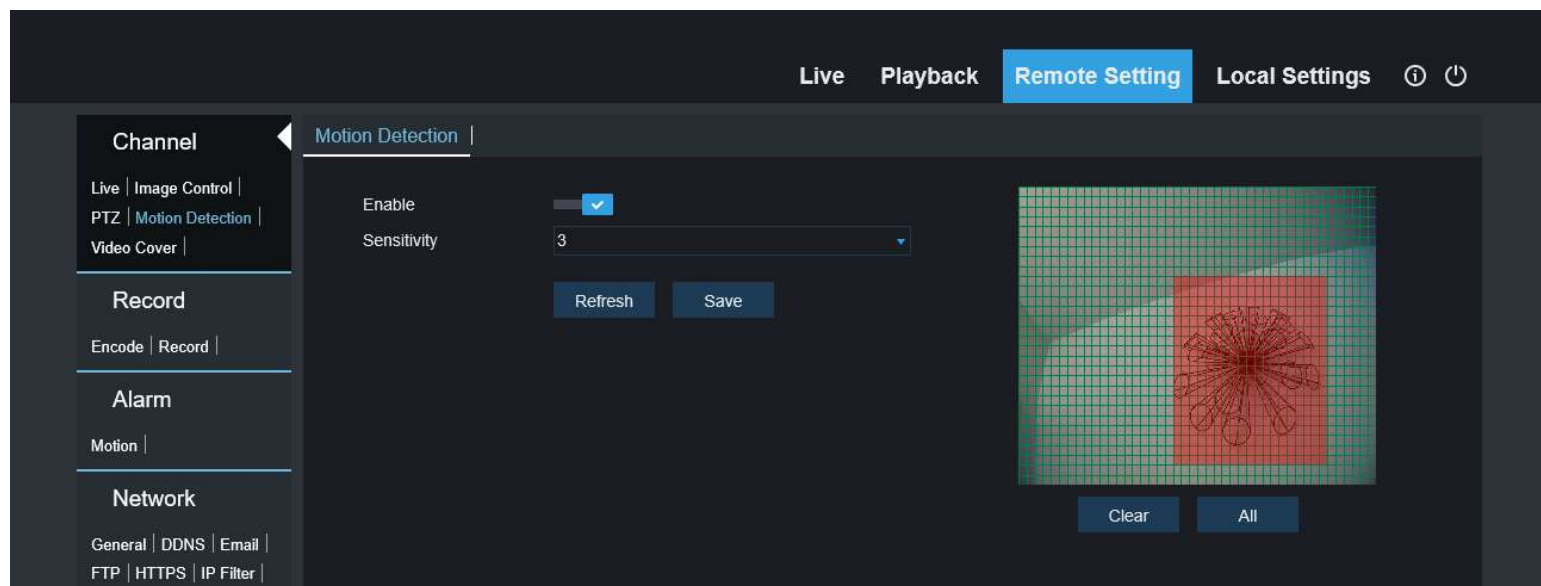 Live Playback Remote Setting Local Settings
Channel
Motion Detection
Live | Image Control |
PTZ | Motion Detection |
Video Cover |
Enable
Sensitivity 3
Refresh Save
Record
Encode | Record |
Alarm
Motion |
Network
General | DDNS | Email |
FTP | HTTPS | IP Filter |
Clear All